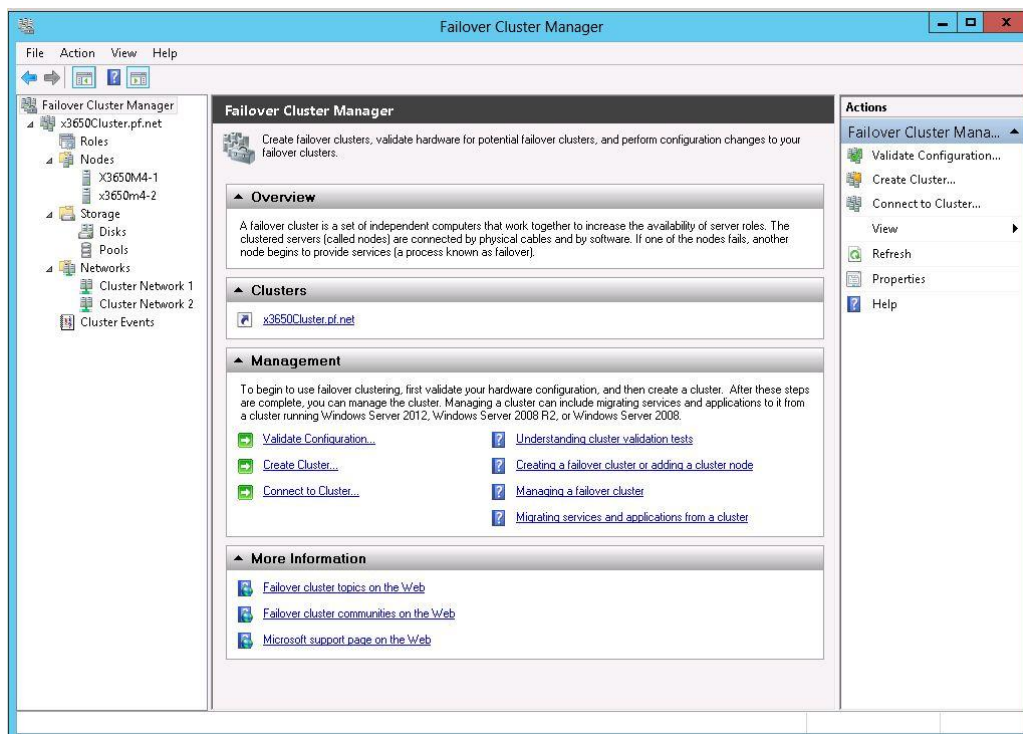 Failover Cluster Manager
File Action View Help
Failover Cluster Manager
x3650Cluster.pf.net
Roles
Nodes
X3650M4-1
x3650m4-2
Storage
Disks
Pools
Networks
Cluster Network 1
Cluster Network 2
Cluster Events
Failover Cluster Manager
Create failover clusters, validate hardware for potential failover clusters, and perform configuration changes to your
failover clusters.
Overview
A failover cluster is a set of independent computers that work together to increase the availability of server roles. The
clustered servers (called nodes) are connected by physical cables and by software. If one of the nodes fails, another
node begins to provide services (a process known as failover).
Clusters
x3650Cluster.pf.net
Management
To begin to use failover clustering, first validate your hardware configuration, and then create a cluster. After these steps
are complete, you can manage the cluster. Managing a cluster can include migrating services and applications to it from
a cluster running Windows Server 2012, Windows Server 2008 R2, or Windows Server 2008.
Validate Configuration...
Understanding cluster validation tests
Create Cluster...
Creating a failover cluster or adding a cluster node
Connect to Cluster...
Managing a failover cluster
Migrating services and applications from a cluster
More Information
Failover cluster topics on the Web
Failover cluster communities on the Web
Microsoft support page on the Web
Actions
Failover Cluster Mana...
Validate Configuration...
Create Cluster...
Connect to Cluster...
View
Refresh
Properties
Help